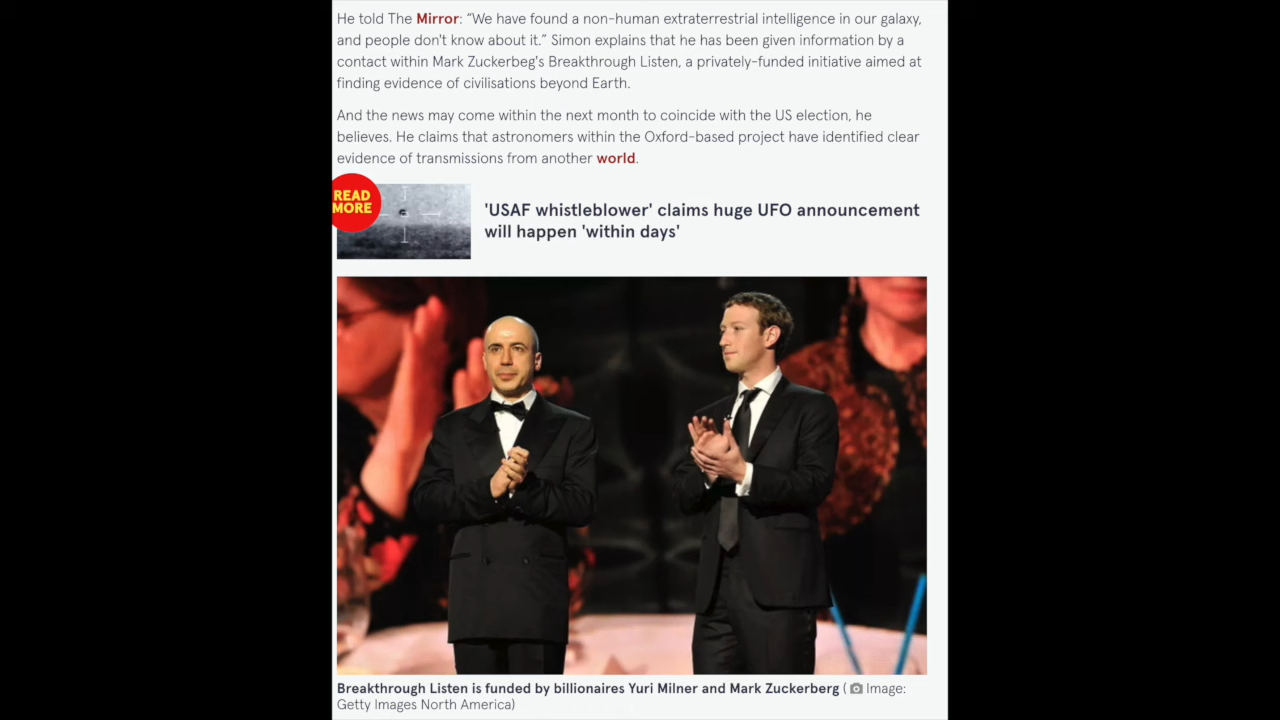 He told The Mirror: “We have found a non-human extraterrestrial intelligence in our galaxy,
and people don't know about it.” Simon explains that he has been given information by a
contact within Mark Zuckerbeg's Breakthrough Listen, a privately-funded initiative aimed at
finding evidence of civilisations beyond Earth.
And the news may come within the next month to coincide with the US election, he
believes. He claims that astronomers within the Oxford-based project have identified clear
evidence of transmissions from another world.
READ
MORE
'USAF whistleblower' claims huge UFO announcement
will happen 'within days'
Breakthrough Listen is funded by billionaires Yuri Milner and Mark Zuckerberg ( Image:
Getty Images North America)